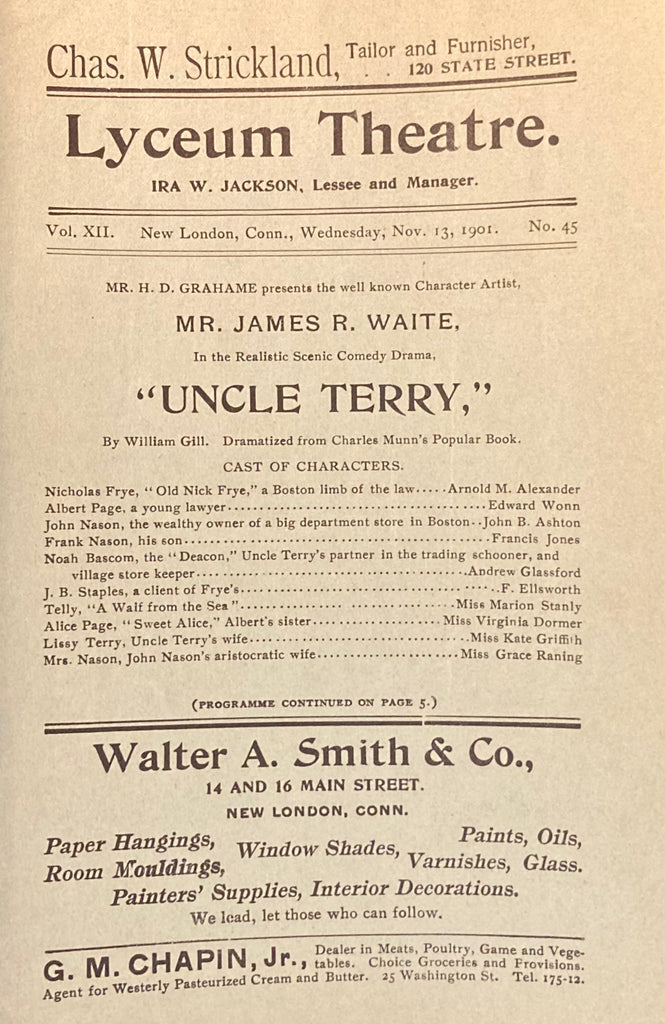 Chas. W. Strickland, Tailor and Furnisher,
. . 120 STATE STREET.
Lyceum Theatre.
IRA W. JACKSON, Lessee and Manager.
Vol. XII. New London, Conn., Wednesday, Nov. 13, 1901. No. 45
MR. H. D. GRAHAME presents the well known Character Artist,
MR. JAMES R. WAITE,
In the Realistic Scenic Comedy Drama,
"UNCLE TERRY,"
By William Gill. Dramatized from Charles Munn's Popular Book.
CAST OF CHARACTERS.
Nicholas Frye, "Old Nick Frye," a Boston limb of the law.....Arnold M. Alexander
Albert Page, a young lawyer......................................Edward Wonn
John Nason, the wealthy owner of a big department store in Boston..John B. Ashton
Frank Nason, his son.............................................Francis Jones
Noah Bascom, the "Deacon," Uncle Terry's partner in the trading schooner, and
village store keeper........................................Andrew Glassford
J. B. Staples, a client of Frye's......................................F. Ellsworth
Telly, "A Waif from the Sea"................................Miss Marion Stanly
Alice Page, "Sweet Alice," Albert's sister...................Miss Virginia Dormer
Lissy Terry, Uncle Terry's wife................................Miss Kate Griffith
Mrs. Nason, John Nason's aristocratic wife.....................Miss Grace Raning
(PROGRAMME CONTINUED ON PAGE 5.)
Walter A. Smith & Co.,
14 AND 16 MAIN STREET.
NEW LONDON, CONN.
Paper Hangings, Window Shades, Paints, Oils,
Room Mouldings, Varnishes, Glass.
Painters' Supplies, Interior Decorations.
We lead, let those who can follow.
G. M. CHAPIN, Jr., Dealer in Meats, Poultry, Game and Vege-
tables. Choice Groceries and Provisions.
Agent for Westerly Pasteurized Cream and Butter. 25 Washington St. Tel. 175-12.